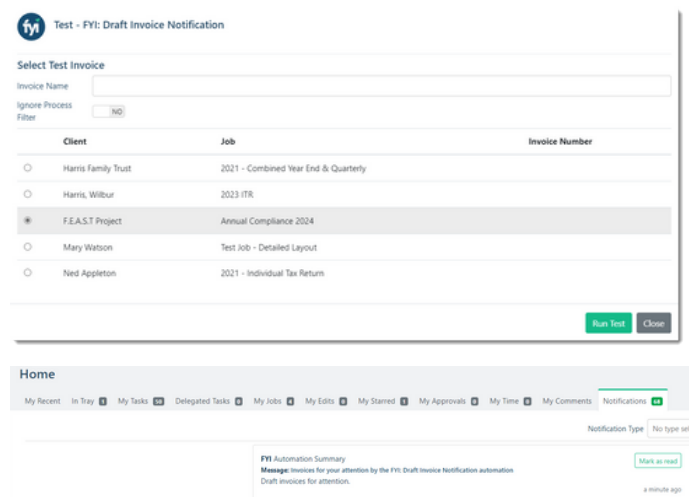 fyi Test - FYI: Draft Invoice Notification
Select Test Invoice
Invoice Name
Ignore Process
Filter NO
Client Job Invoice Number
Harris Family Trust 2021 - Combined Year End & Quarterly
Harris, Wilbur 2023 ITR
F.E.A.S.T Project Annual Compliance 2024
Mary Watson Test Job - Detailed Layout
Ned Appleton 2021 - Individual Tax Return
Run Test Close
Home
My Recent In Tray My Tasks 50 Delegated Tasks My Jobs My Edits My Starred My Approvals My Time My Comments Notifications 68
Notification Type No type sel
FYI Automation Summary
Message: Invoices for your attention by the FYI: Draft Invoice Notification automation Mark as read
Draft invoices for attention.
a minute ago